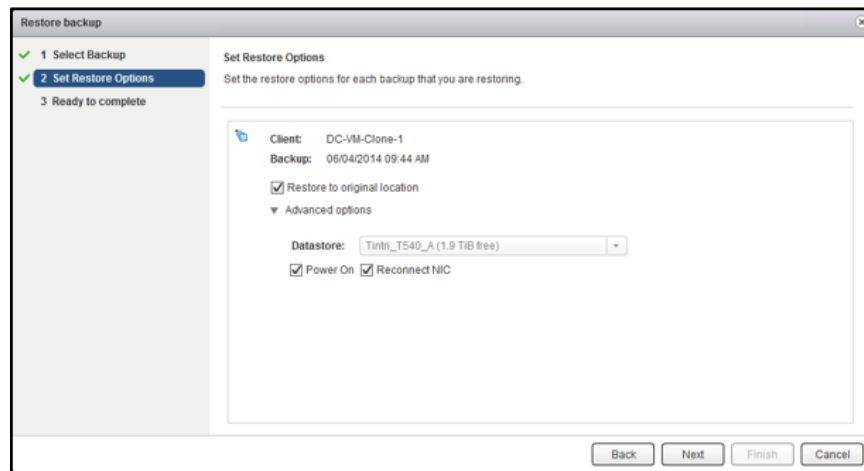 Restore backup
1 Select Backup
2 Set Restore Options
3 Ready to complete
Set Restore Options
Set the restore options for each backup that you are restoring.
Client: DC-VM-Clone-1
Backup: 06/04/2014 09:44 AM
Restore to original location
Advanced options
Datastore: Tintri_T540_A (1.9 TiB free)
Power On Reconnect NIC
Back Next Finish Cancel